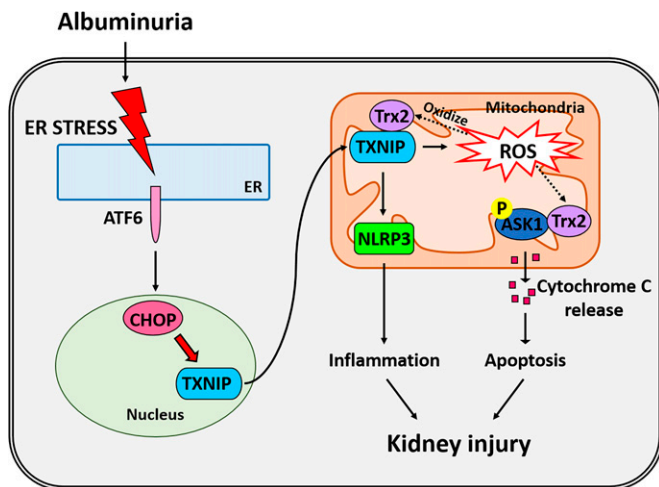 Albuminuria
ER STRESS
ER
ATF6
CHOP
TXNIP
Nucleus
Mitochondria
Trx2
Oxidize
TXNIP
ROS
NLRP3
P
ASK1
Trx2
Cytochrome C
release
Inflammation
Apoptosis
Kidney injury